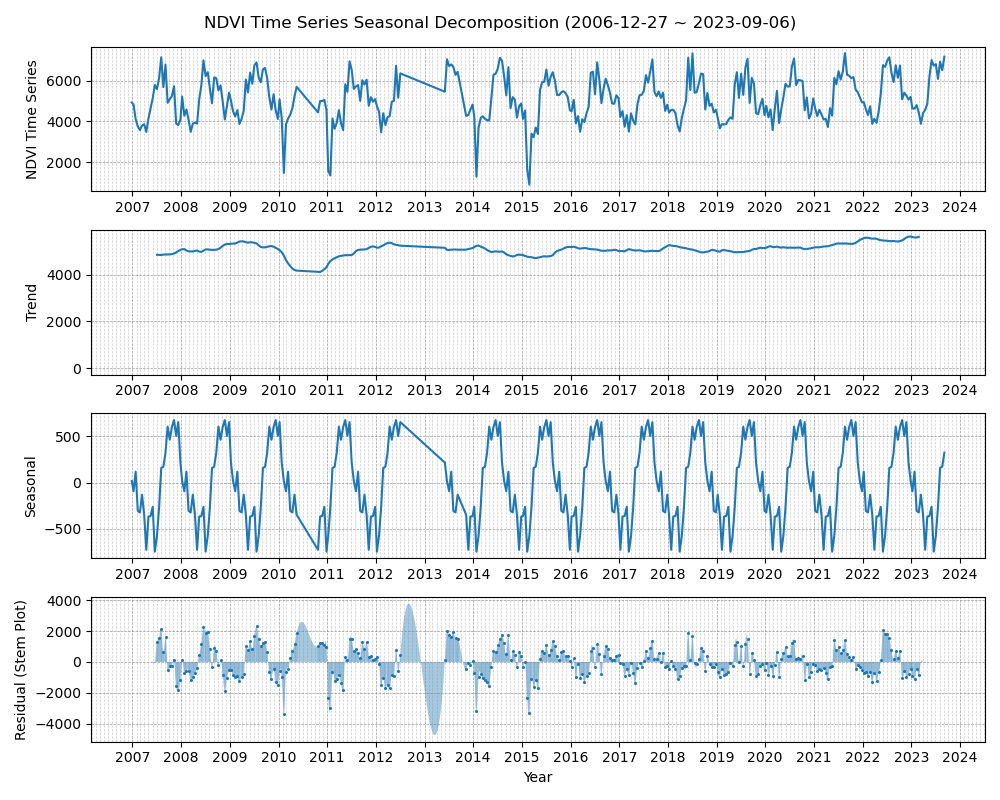 NDVI Time Series Seasonal Decomposition (2006-12-27 ~ 2023-09-06)
NDVI Time Series
6000
4000
2000
2007 2008 2009 2010 2011 2012 2013 2014 2015 2016 2017 2018 2019 2020 2021 2022 2023 2024
Trend
4000
2000
0
2007 2008 2009 2010 2011 2012 2013 2014 2015 2016 2017 2018 2019 2020 2021 2022 2023 2024
Seasonal
500
0
−500
2007 2008 2009 2010 2011 2012 2013 2014 2015 2016 2017 2018 2019 2020 2021 2022 2023 2024
Residual (Stem Plot)
4000
2000
0
−2000
−4000
2007 2008 2009 2010 2011 2012 2013 2014 2015 2016 2017 2018 2019 2020 2021 2022 2023 2024
Year